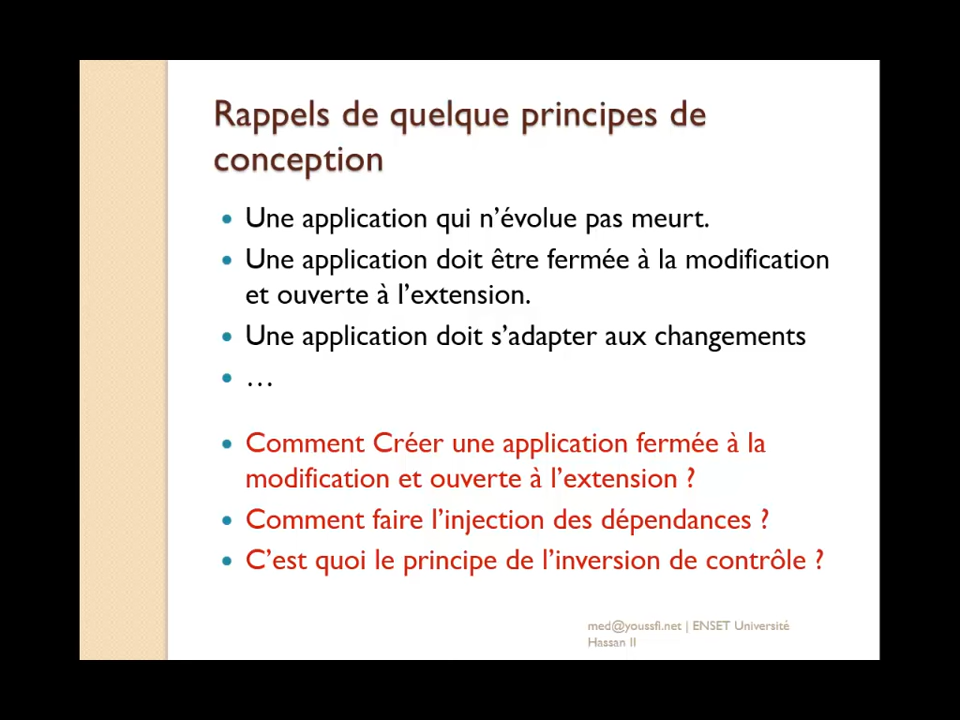 Rappels de quelque principes de
conception
• Une application qui n’évolue pas meurt.
• Une application doit être fermée à la modification
et ouverte à l’extension.
• Une application doit s’adapter aux changements
• …
• Comment Créer une application fermée à la
modification et ouverte à l’extension ?
• Comment faire l’injection des dépendances ?
• C’est quoi le principe de l’inversion de contrôle ?
med@youssfi.net | ENSET Université
Hassan II